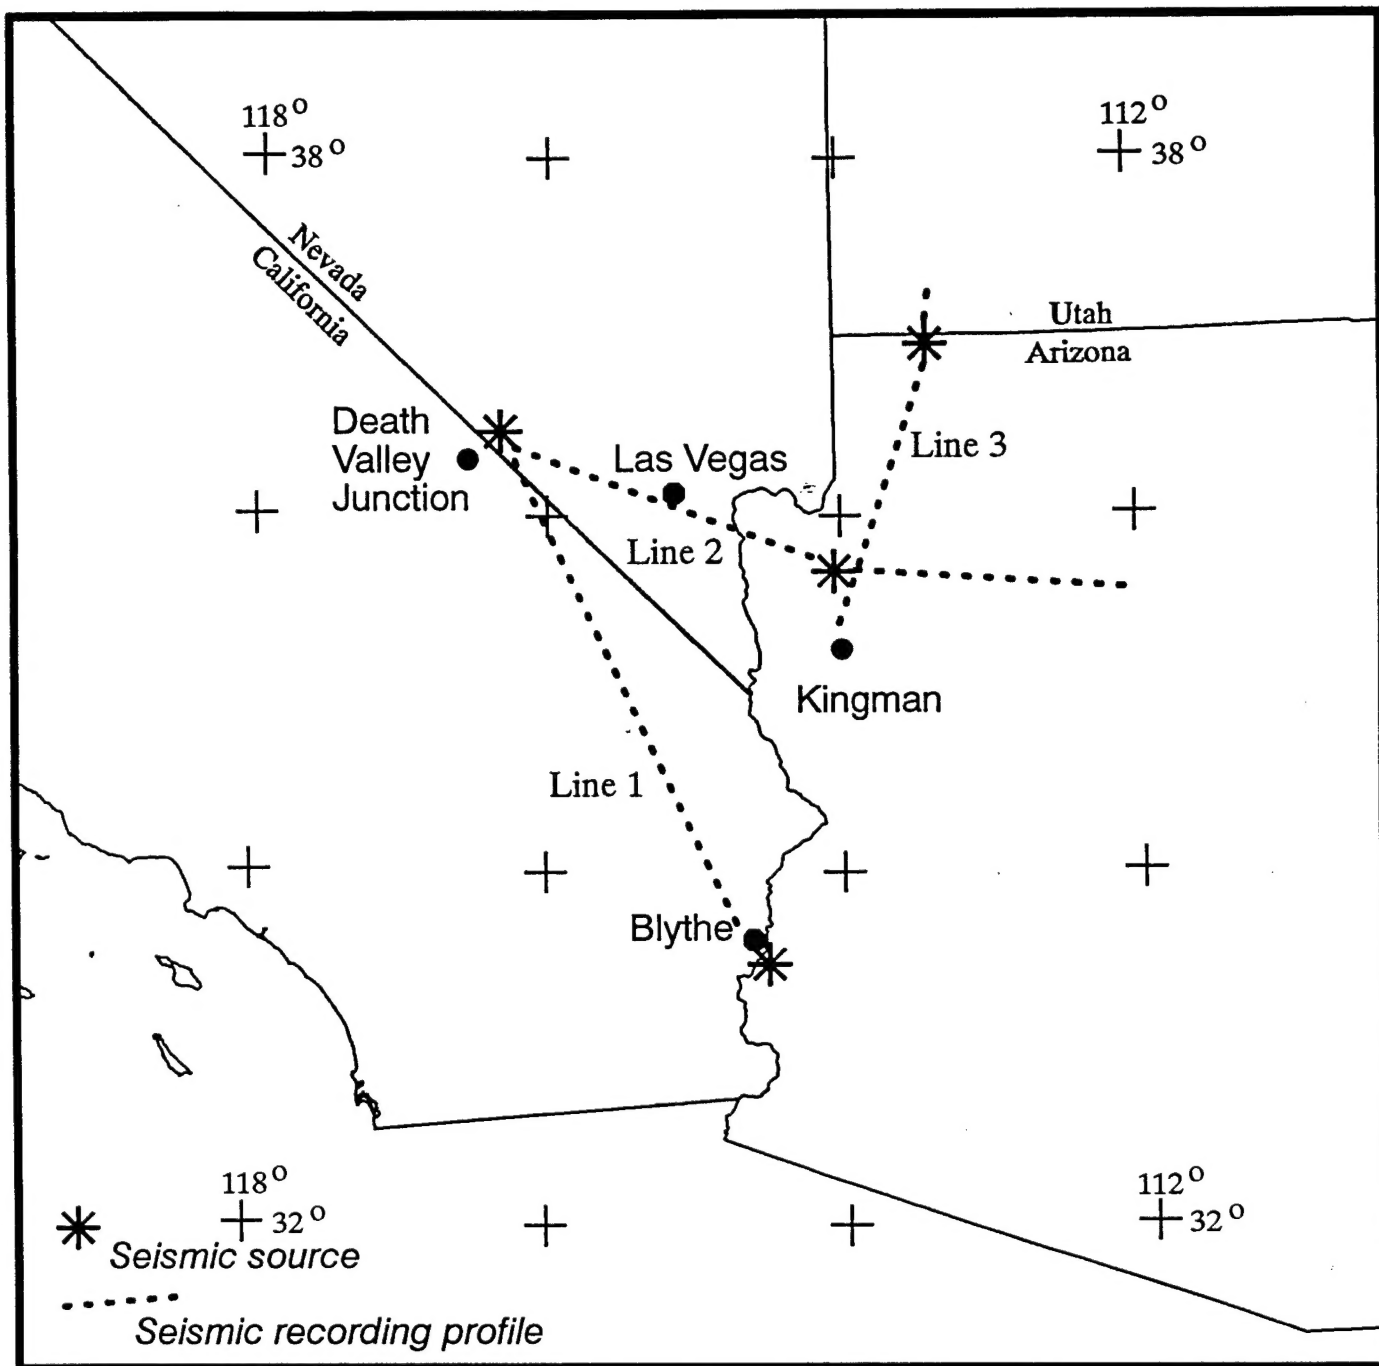 118°
38°
112°
38°
Nevada
California
Utah
Arizona
Death
Valley
Junction
Las Vegas
Line 3
Line 2
Kingman
Line 1
Blythe
118°
32°
112°
32°
Seismic source
Seismic recording profile